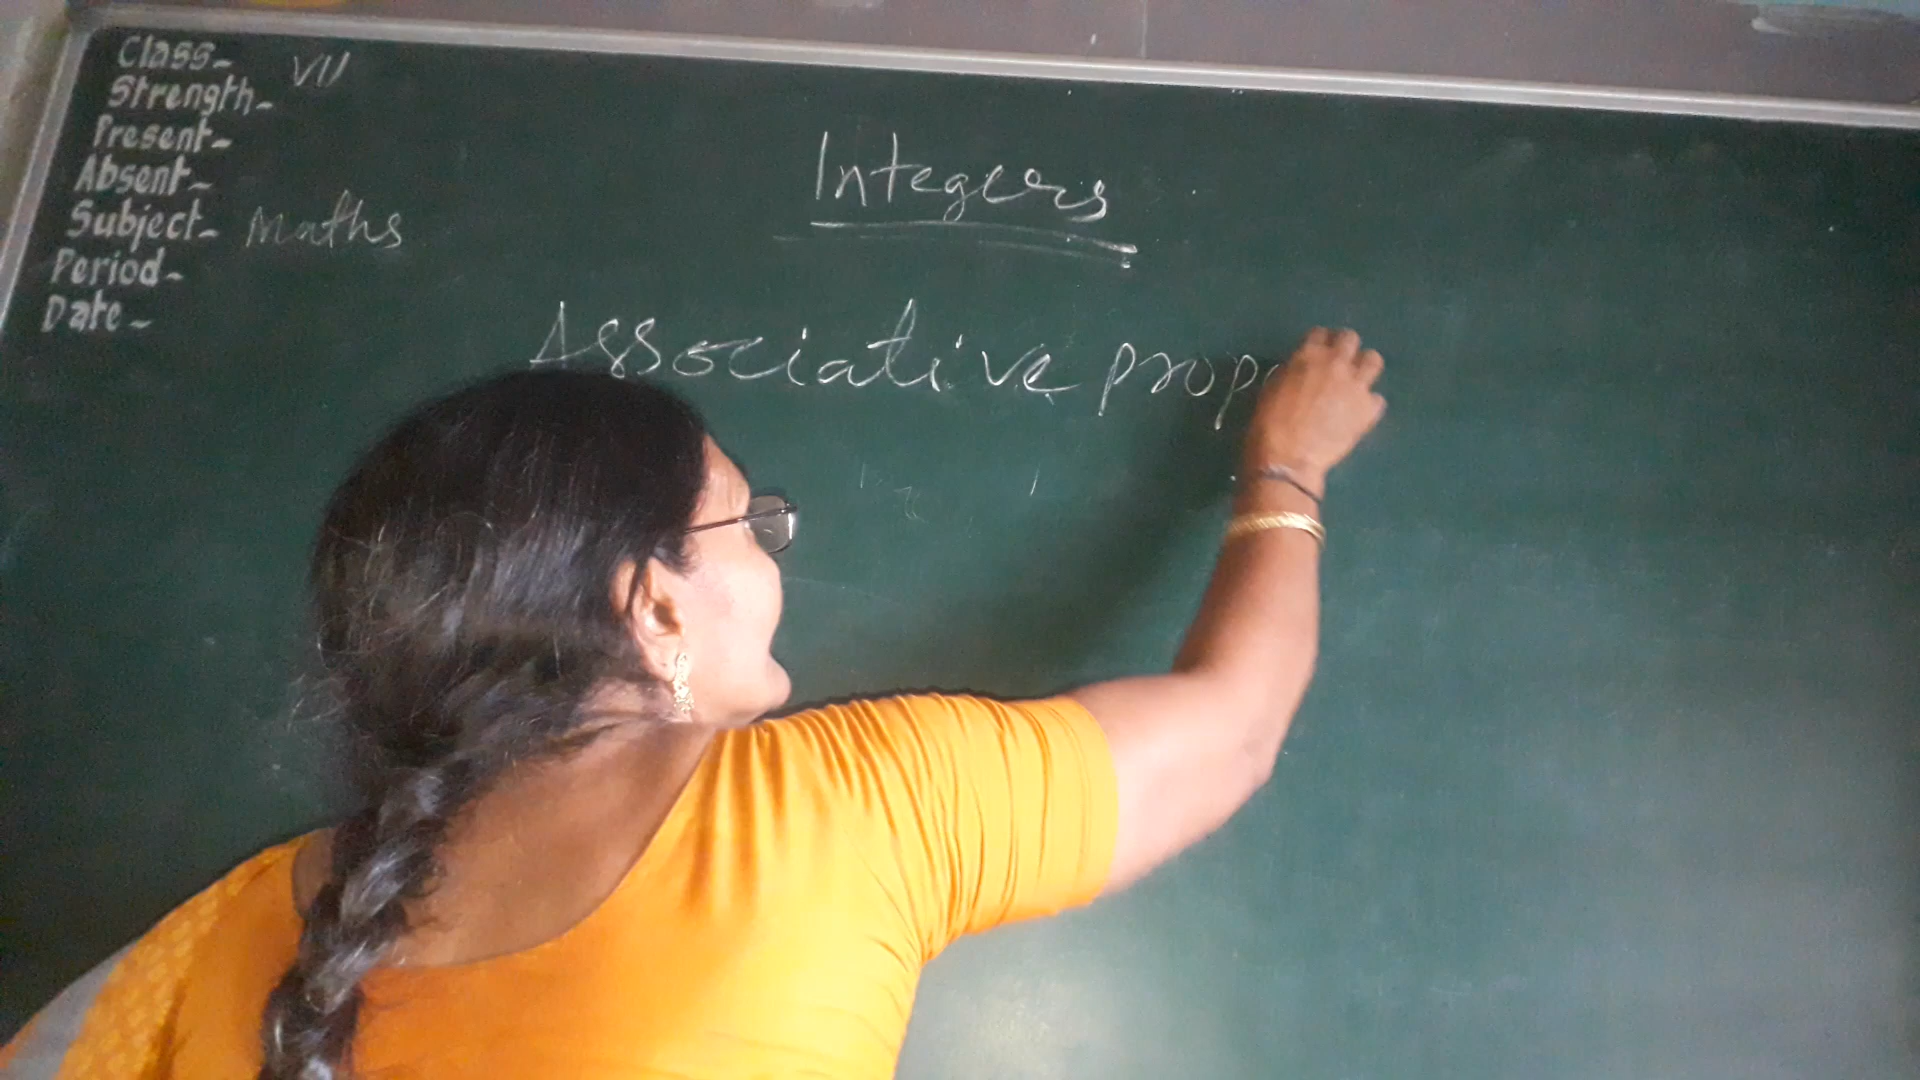 Class- VII
Strength-
Present-
Absent-
Subject- Maths
Period-
Date-
Integers
Associative prop